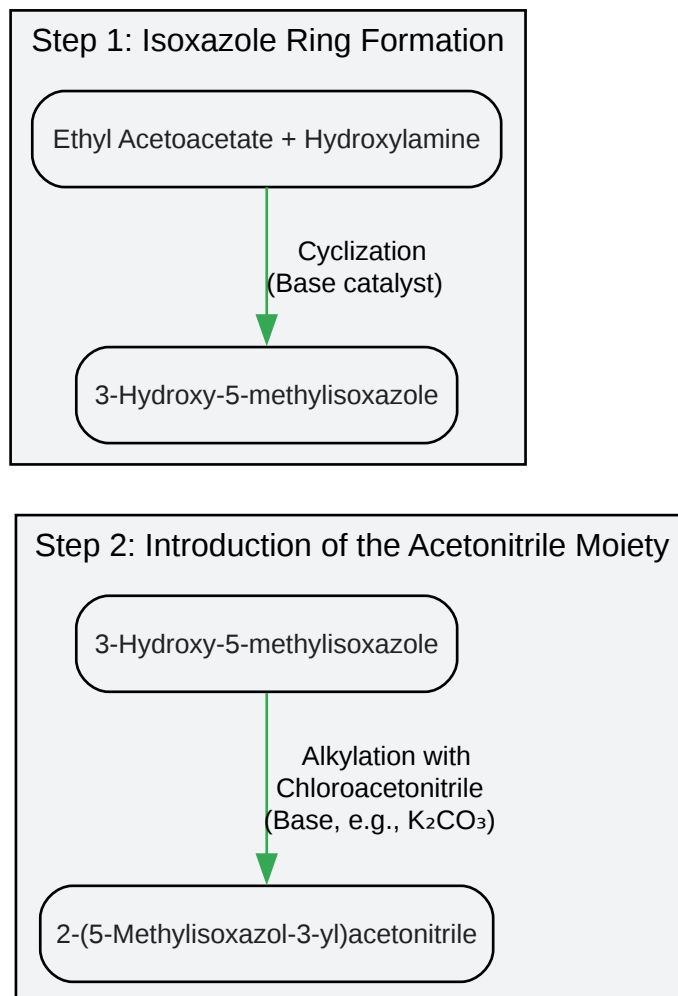 Step 1: Isoxazole Ring Formation
Ethyl Acetoacetate + Hydroxylamine
Cyclization
(Base catalyst)
3-Hydroxy-5-methylisoxazole
Step 2: Introduction of the Acetonitrile Moiety
3-Hydroxy-5-methylisoxazole
Alkylation with
Chloroacetonitrile
(Base, e.g., K₂CO₃)
2-(5-Methylisoxazol-3-yl)acetonitrile